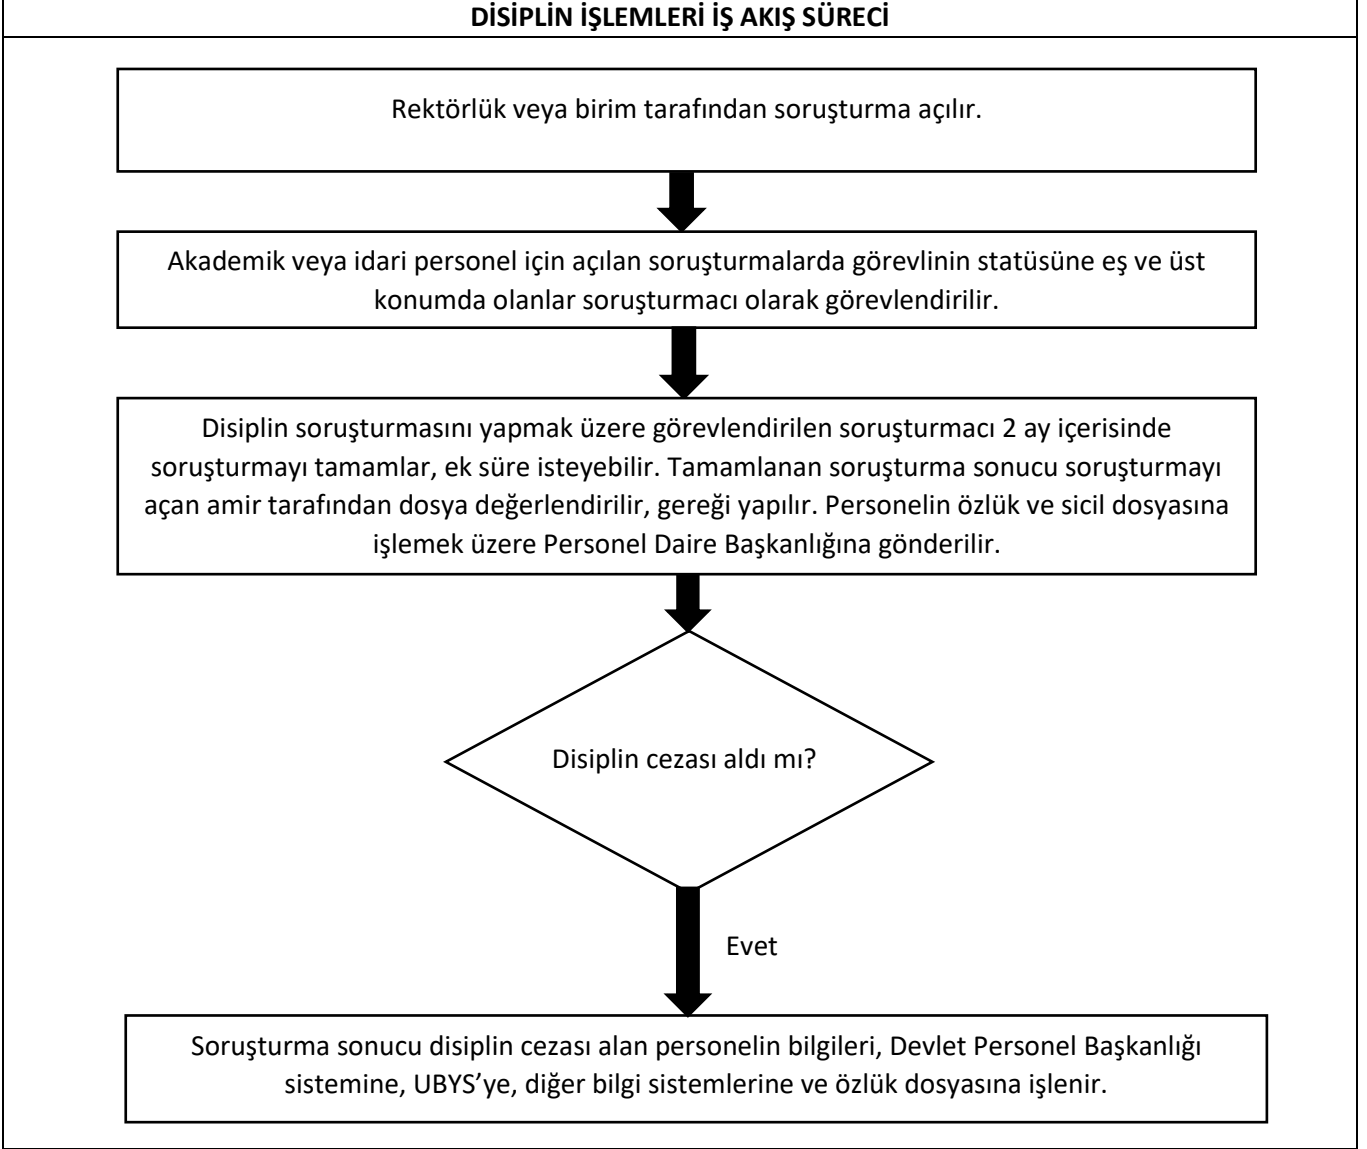 DİSİPLİN İŞLEMLERİ İŞ AKIŞ SÜRECİ
Rektörlük veya birim tarafından soruşturma açılır.
Akademik veya idari personel için açılan soruşturmalarda görevlinin statüsüne eş ve üst
konumda olanlar soruşturmacı olarak görevlendirilir.
Disiplin soruşturmasını yapmak üzere görevlendirilen soruşturmacı 2 ay içerisinde
soruşturmayı tamamlar, ek süre isteyebilir. Tamamlanan soruşturma sonucu soruşturmayı
açan amir tarafından dosya değerlendirilir, gereği yapılır. Personelin özlük ve sicil dosyasına
işlemek üzere Personel Daire Başkanlığına gönderilir.
Disiplin cezası aldı mı?
Evet
Soruşturma sonucu disiplin cezası alan personelin bilgileri, Devlet Personel Başkanlığı
sistemine, UBYS’ye, diğer bilgi sistemlerine ve özlük dosyasına işlenir.